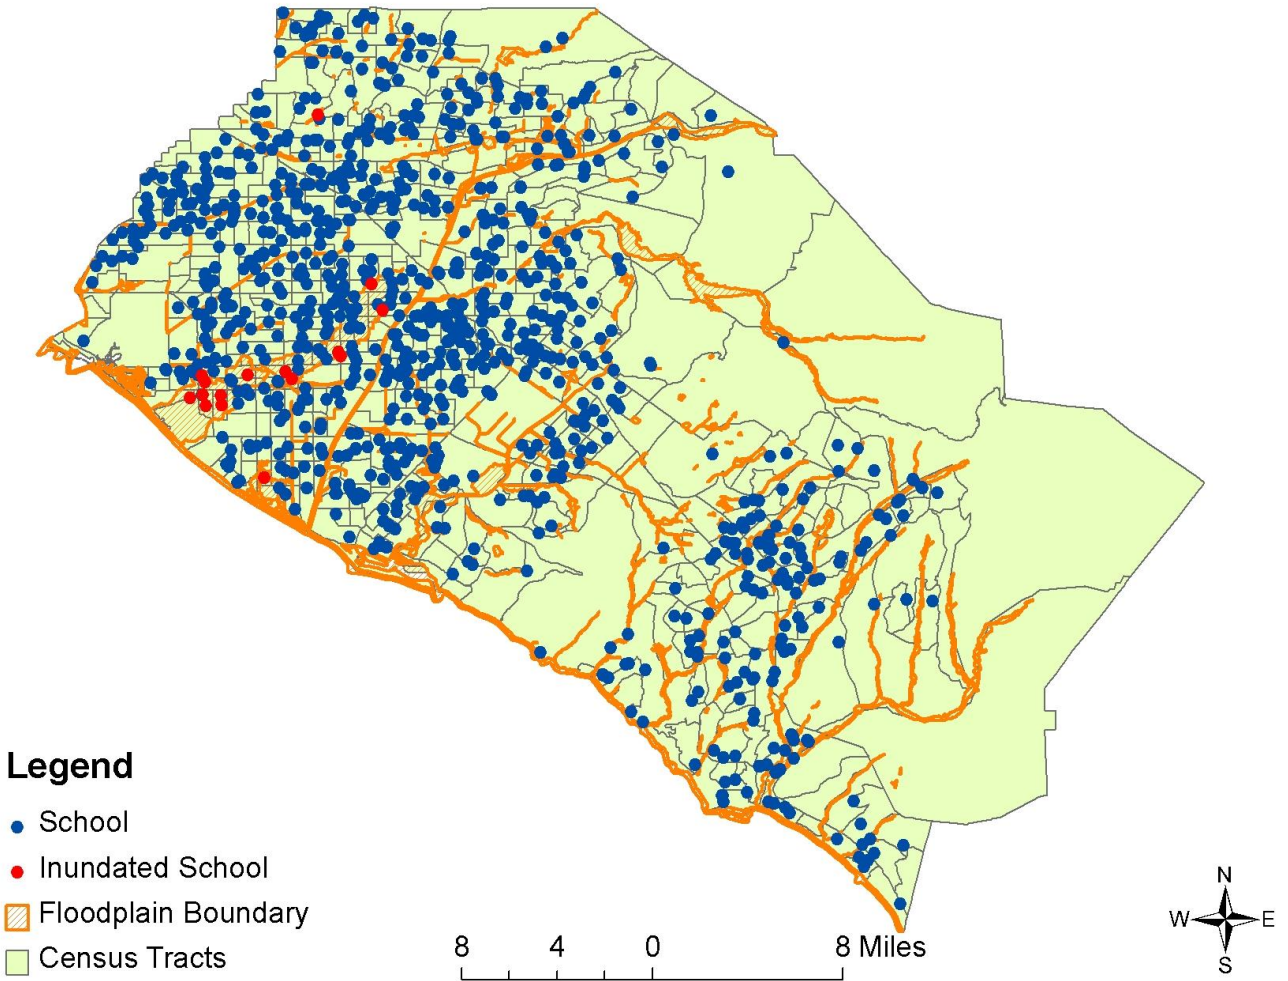 Legend
School
Inundated School
Floodplain Boundary
Census Tracts
8 4 0 8 Miles
N
W E
S